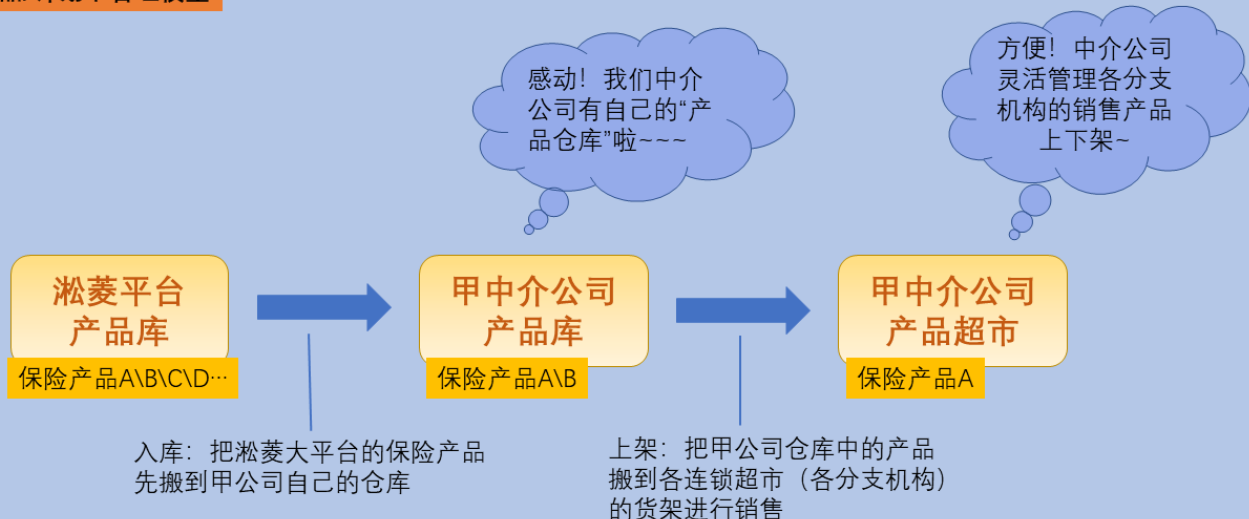 感动！我们中介
公司有自己的“产
品仓库”啦~~~
方便！中介公司
灵活管理各分支
机构的销售产品
上下架~
淞菱平台
产品库
保险产品A\B\C\D…
甲中介公司
产品库
保险产品A\B
甲中介公司
产品超市
保险产品A
入库：把淞菱大平台的保险产品
先搬到甲公司自己的仓库
上架：把甲公司仓库中的产品
搬到各连锁超市（各分支机构）
的货架进行销售